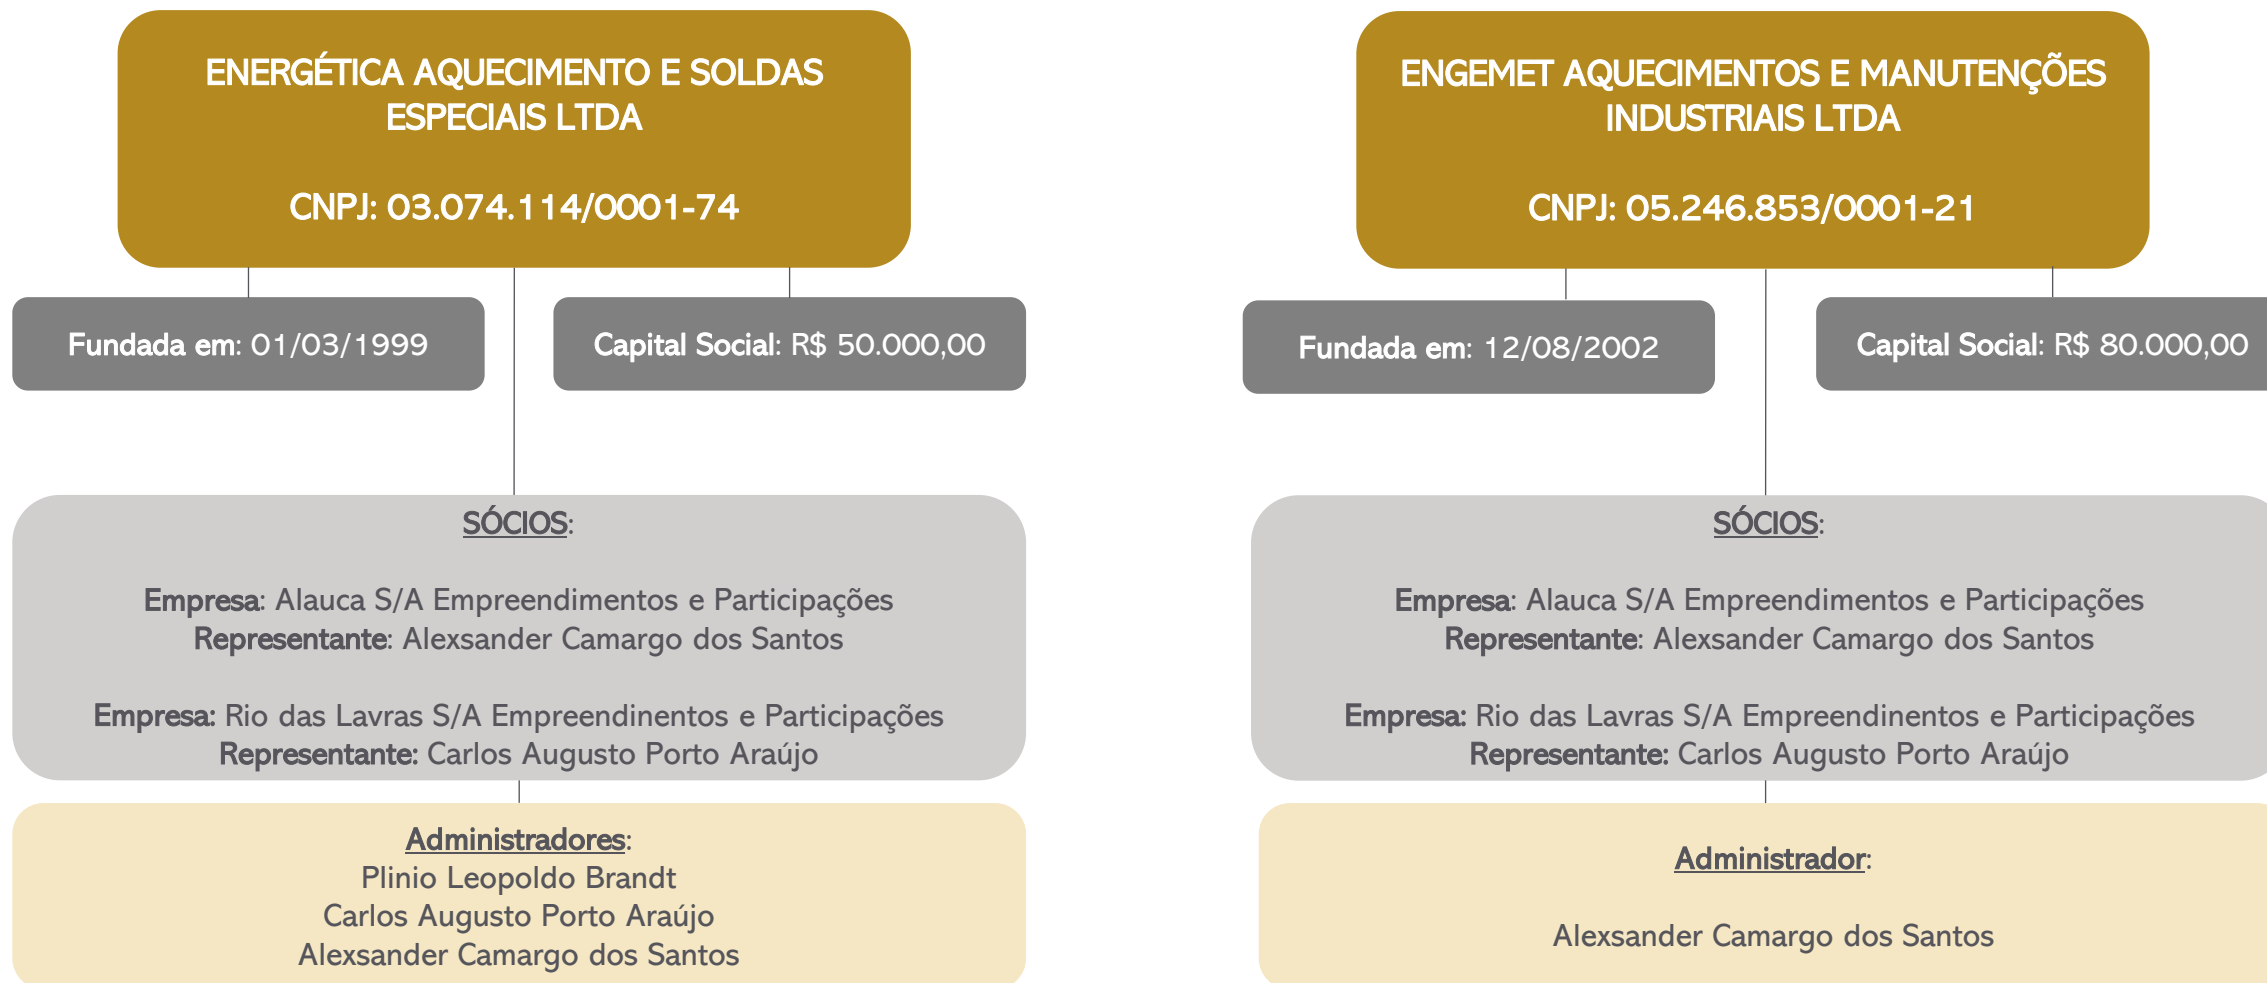 ENERGÉTICA AQUECIMENTO E SOLDAS
ESPECIAIS LTDA
CNPJ: 03.074.114/0001-74
Fundada em: 01/03/1999
Capital Social: R$ 50.000,00
SÓCIOS:
Empresa: Alauca S/A Empreendimentos e Participações
Representante: Alexsander Camargo dos Santos
Empresa: Rio das Lavras S/A Empreendinentos e Participações
Representante: Carlos Augusto Porto Araújo
Administradores:
Plinio Leopoldo Brandt
Carlos Augusto Porto Araújo
Alexsander Camargo dos Santos
ENGEMET AQUECIMENTOS E MANUTENÇÕES
INDUSTRIAIS LTDA
CNPJ: 05.246.853/0001-21
Fundada em: 12/08/2002
Capital Social: R$ 80.000,00
SÓCIOS:
Empresa: Alauca S/A Empreendimentos e Participações
Representante: Alexsander Camargo dos Santos
Empresa: Rio das Lavras S/A Empreendinentos e Participações
Representante: Carlos Augusto Porto Araújo
Administrador:
Alexsander Camargo dos Santos